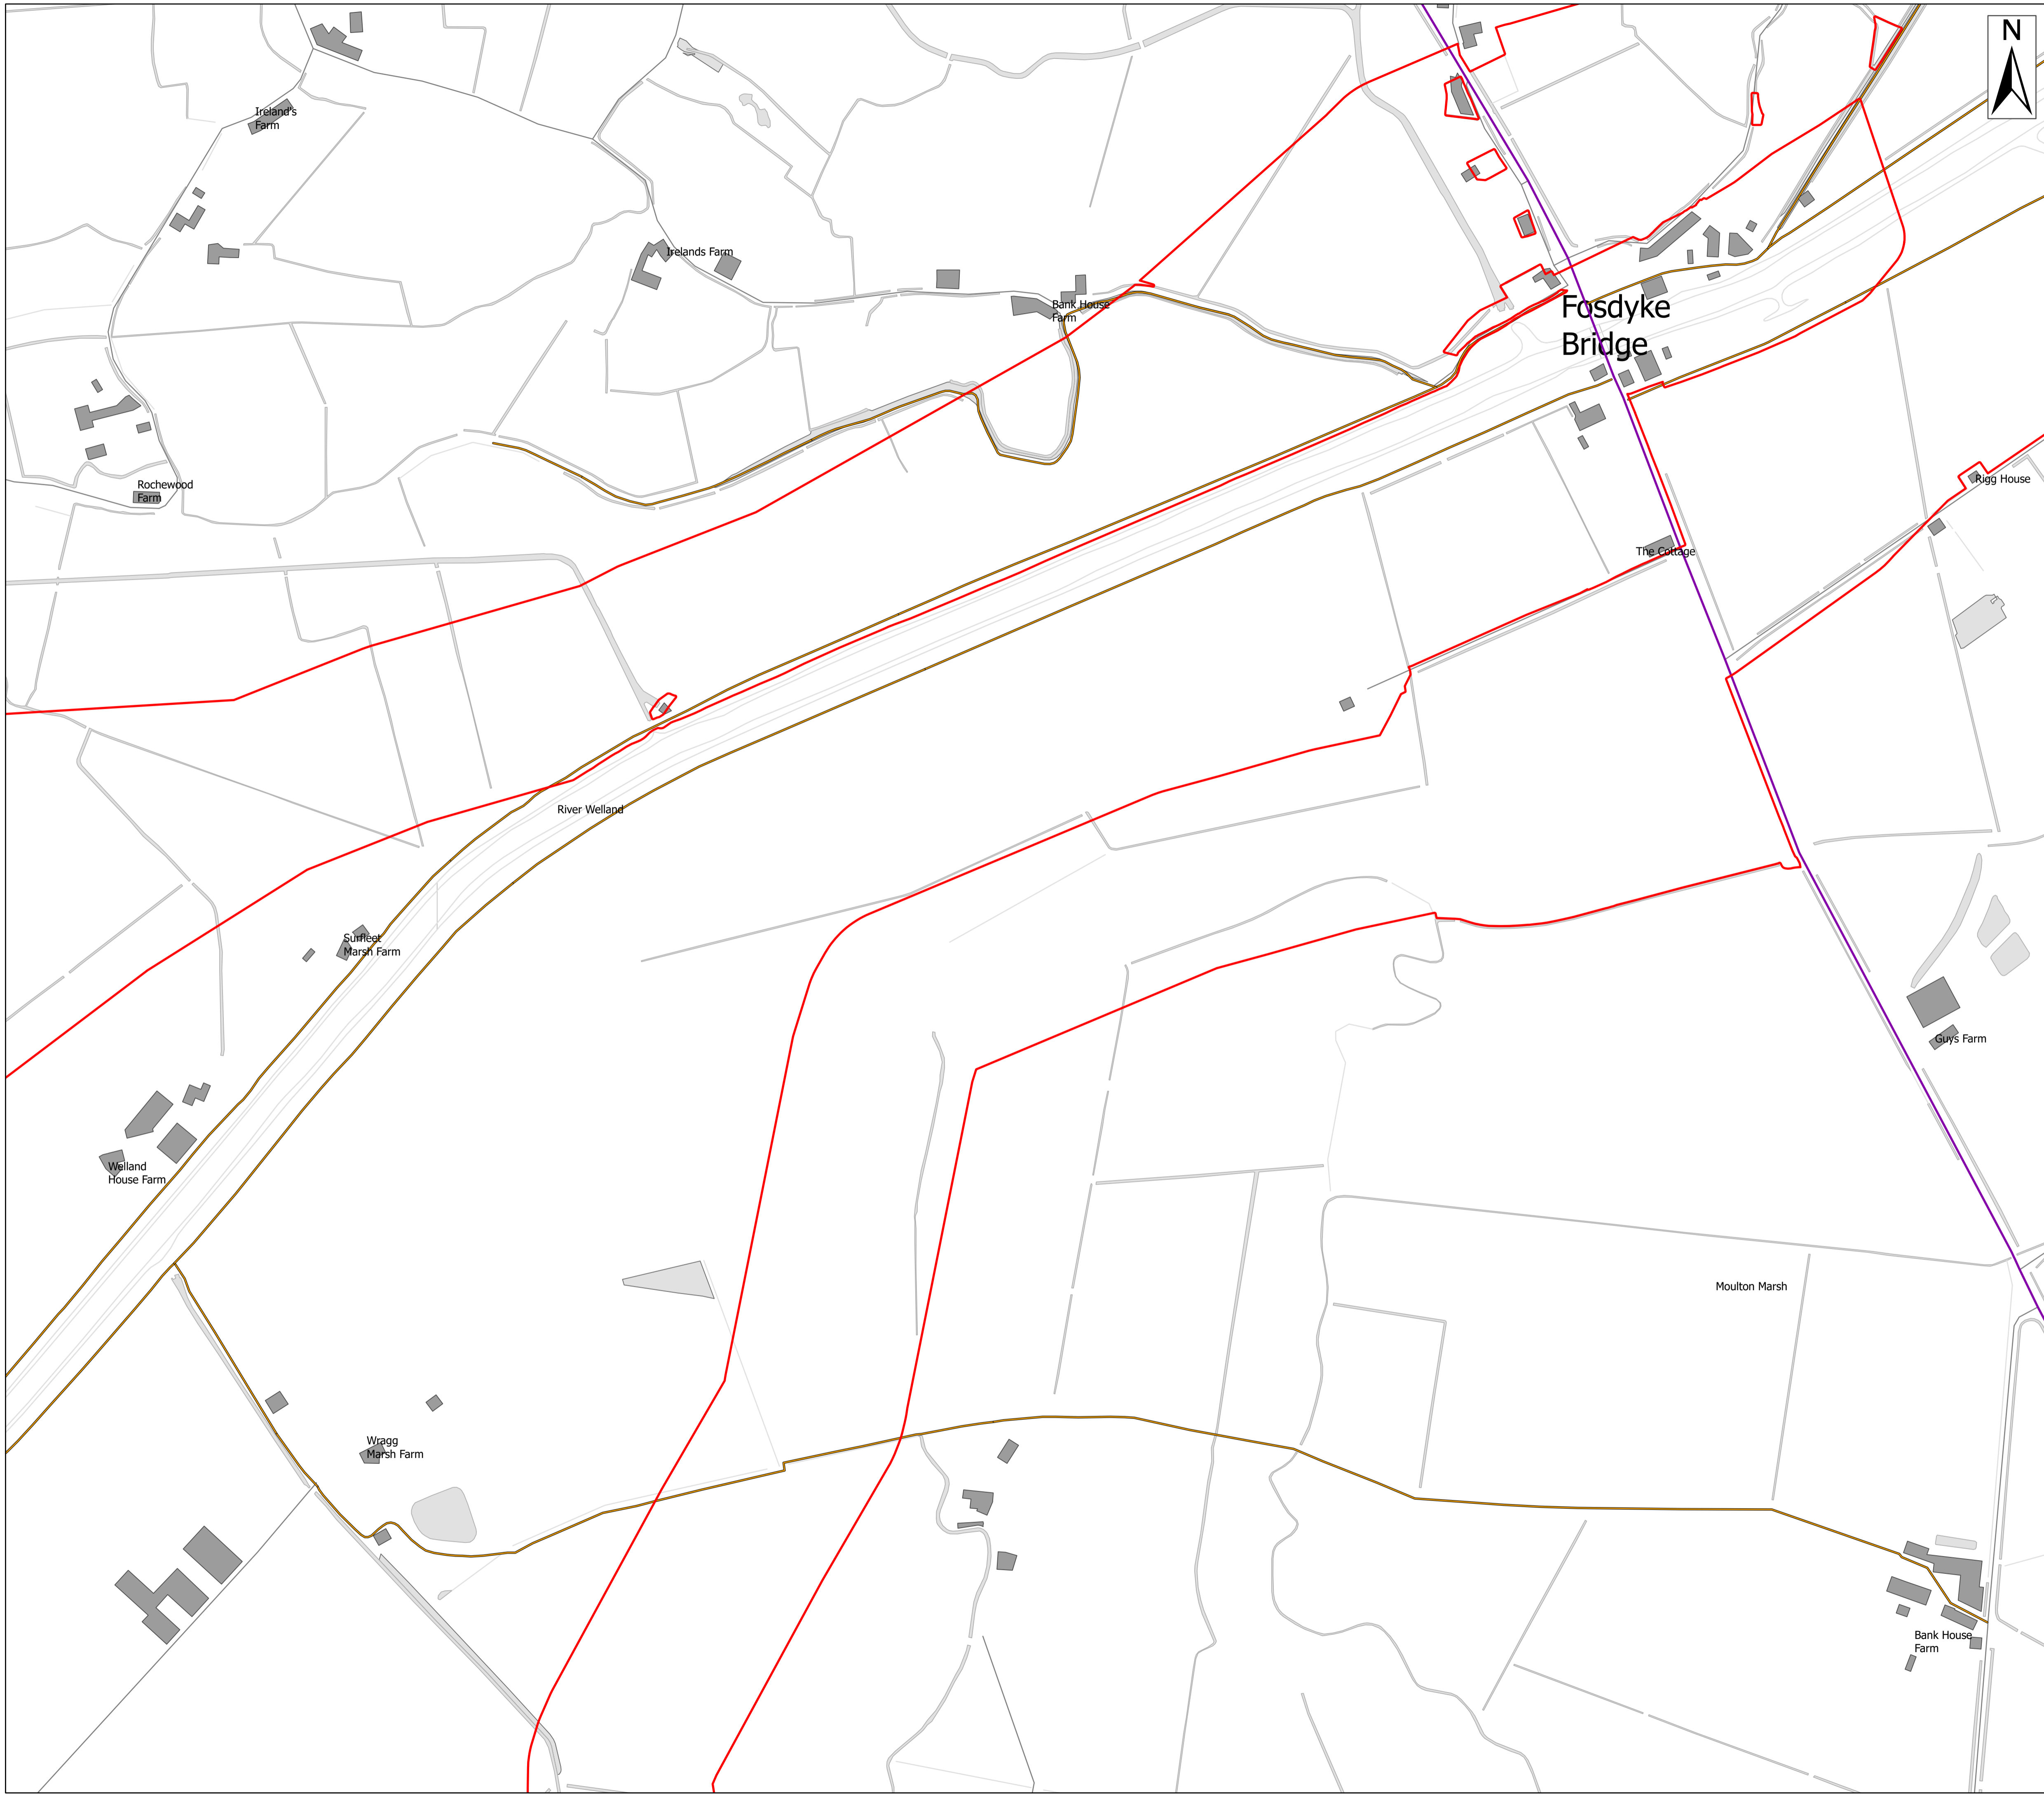 N
Ireland's
Farm
Irelands Farm
Bank House
Farm
Fosdyke
Bridge
Rochewood
Farm
Rigg House
The Cottage
River Welland
Surfleet
Marsh Farm
Guys Farm
Welland
House Farm
Moulton Marsh
Wragg
Marsh Farm
Bank House
Farm